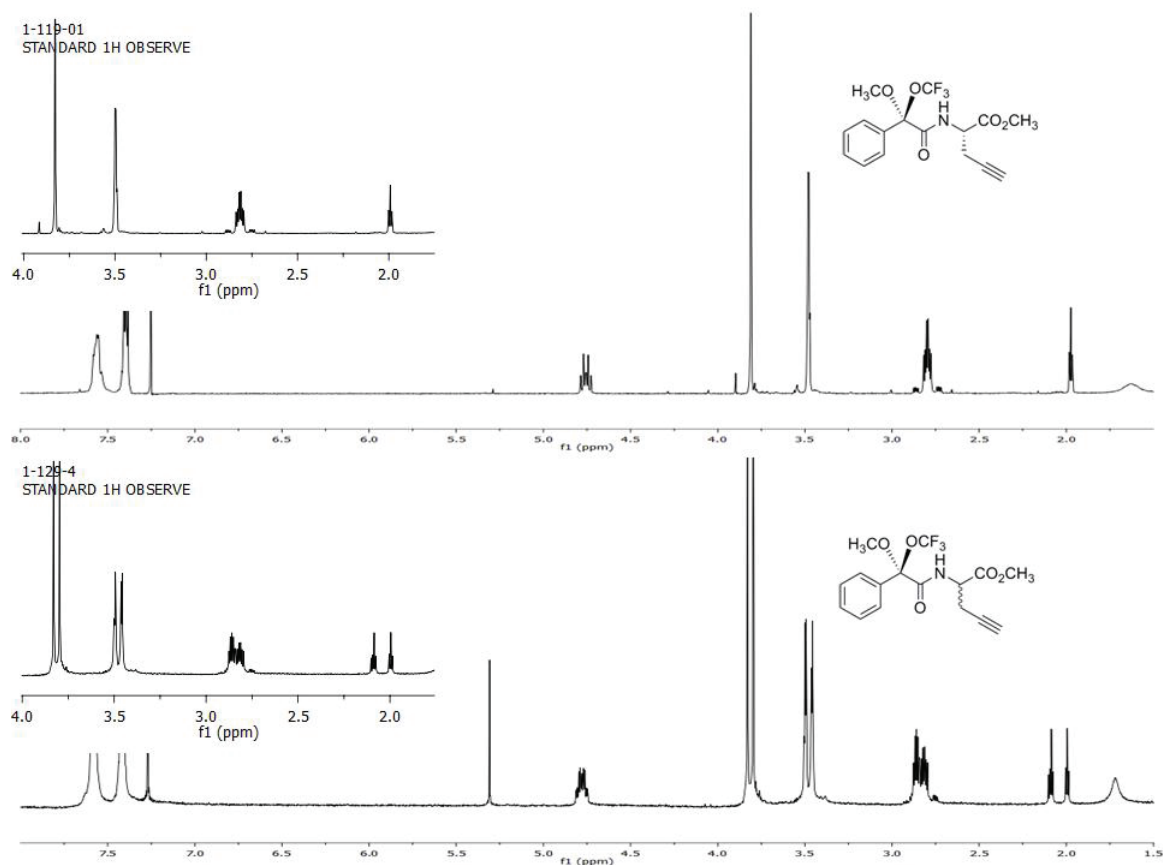 1-119-01
STANDARD 1H OBSERVE
H₃CO OCF₃
H
N CO₂CH₃
O
4.0 3.5 3.0 2.5 2.0
f1 (ppm)
8.0 7.5 7.0 6.5 6.0 5.5 5.0 4.5 4.0 3.5 3.0 2.5 2.0
f1 (ppm)
1-129-4
STANDARD 1H OBSERVE
H₃CO OCF₃
H
N CO₂CH₃
O
4.0 3.5 3.0 2.5 2.0
f1 (ppm)
7.5 7.0 6.5 6.0 5.5 5.0 4.5 4.0 3.5 3.0 2.5 2.0 1.5
f1 (ppm)